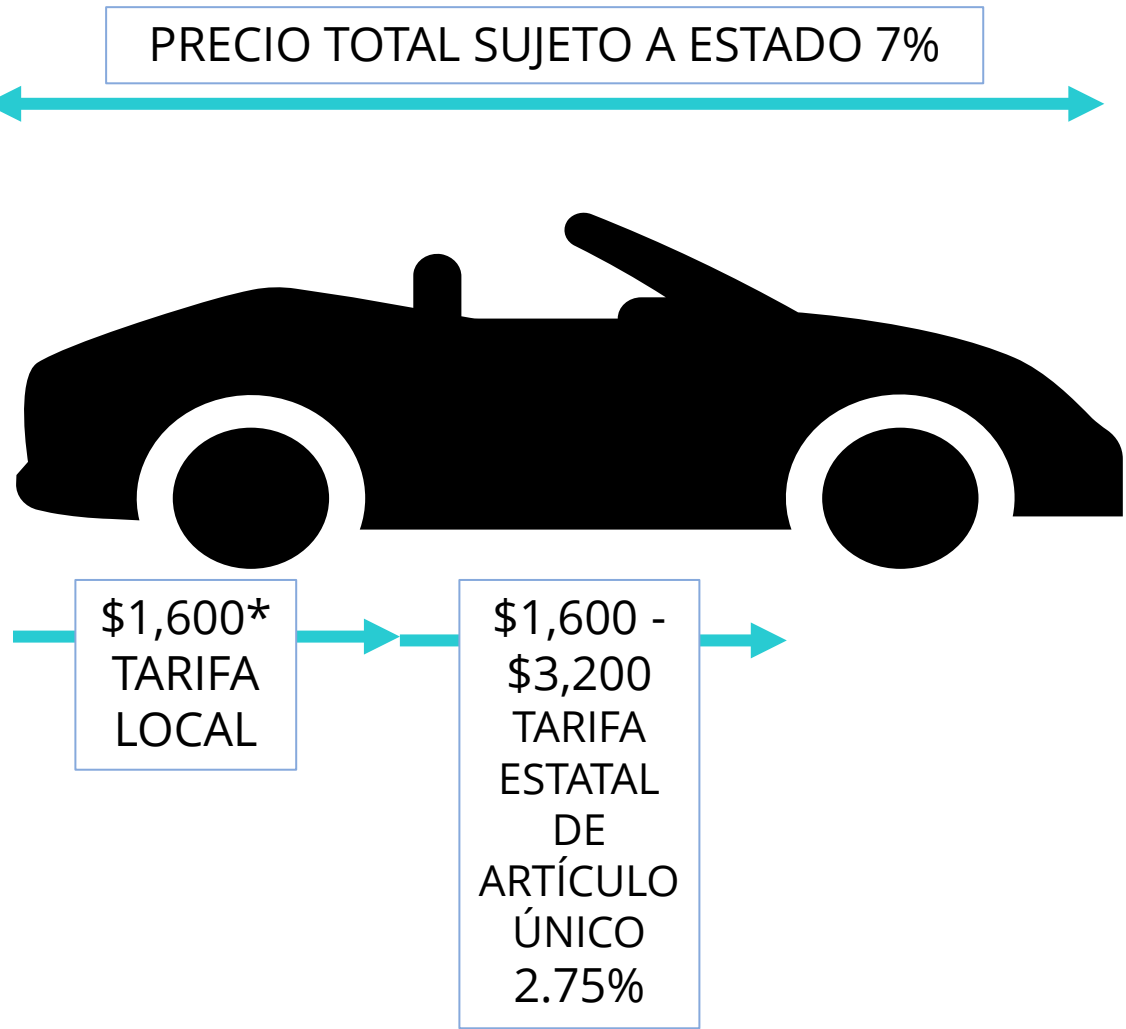 PRECIO TOTAL SUJETO A ESTADO 7%
$1,600*
TARIFA
LOCAL
$1,600 -
$3,200
TARIFA
ESTATAL
DE
ARTÍCULO
ÚNICO
2.75%